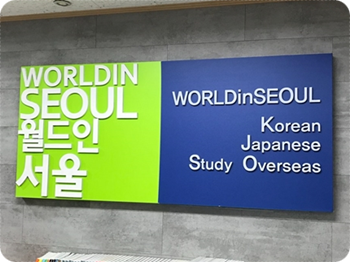 WORLDIN
SEOUL
월드인
서울
WORLDinSEOUL
Korean
Japanese
Study Overseas